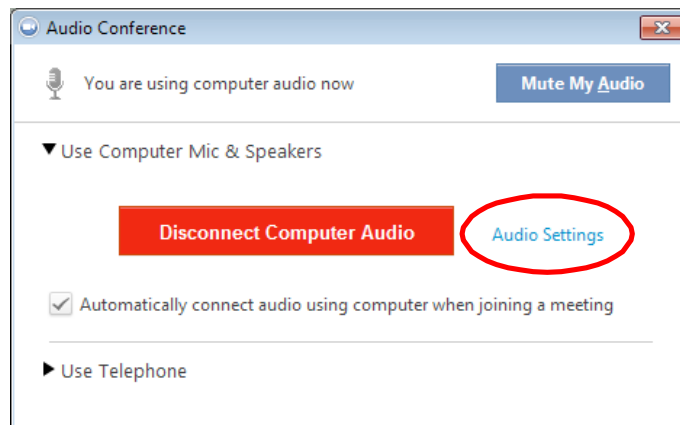 Audio Conference
You are using computer audio now
Mute My Audio
Use Computer Mic & Speakers
Disconnect Computer Audio
Audio Settings
Automatically connect audio using computer when joining a meeting
Use Telephone